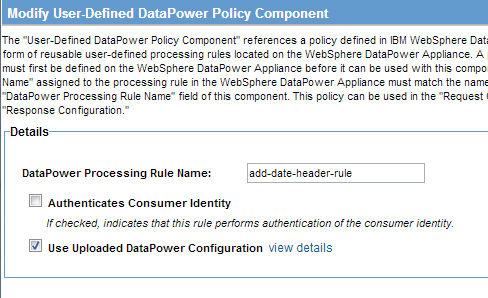 Modify User-Defined DataPower Policy Component
The "User-Defined DataPower Policy Component" references a policy defined in IBM WebSphere Data
form of reusable user-defined processing rules located on the WebSphere DataPower Appliance. A
must first be defined on the WebSphere DataPower Appliance before it can be used with this compo
Name" assigned to the processing rule in the WebSphere DataPower Appliance must match the name
"DataPower Processing Rule Name" field of this component. This policy can be used in the "Request
"Response Configuration."
Details
DataPower Processing Rule Name: add-date-header-rule
Authenticates Consumer Identity
If checked, indicates that this rule performs authentication of the consumer identity.
Use Uploaded DataPower Configuration view details